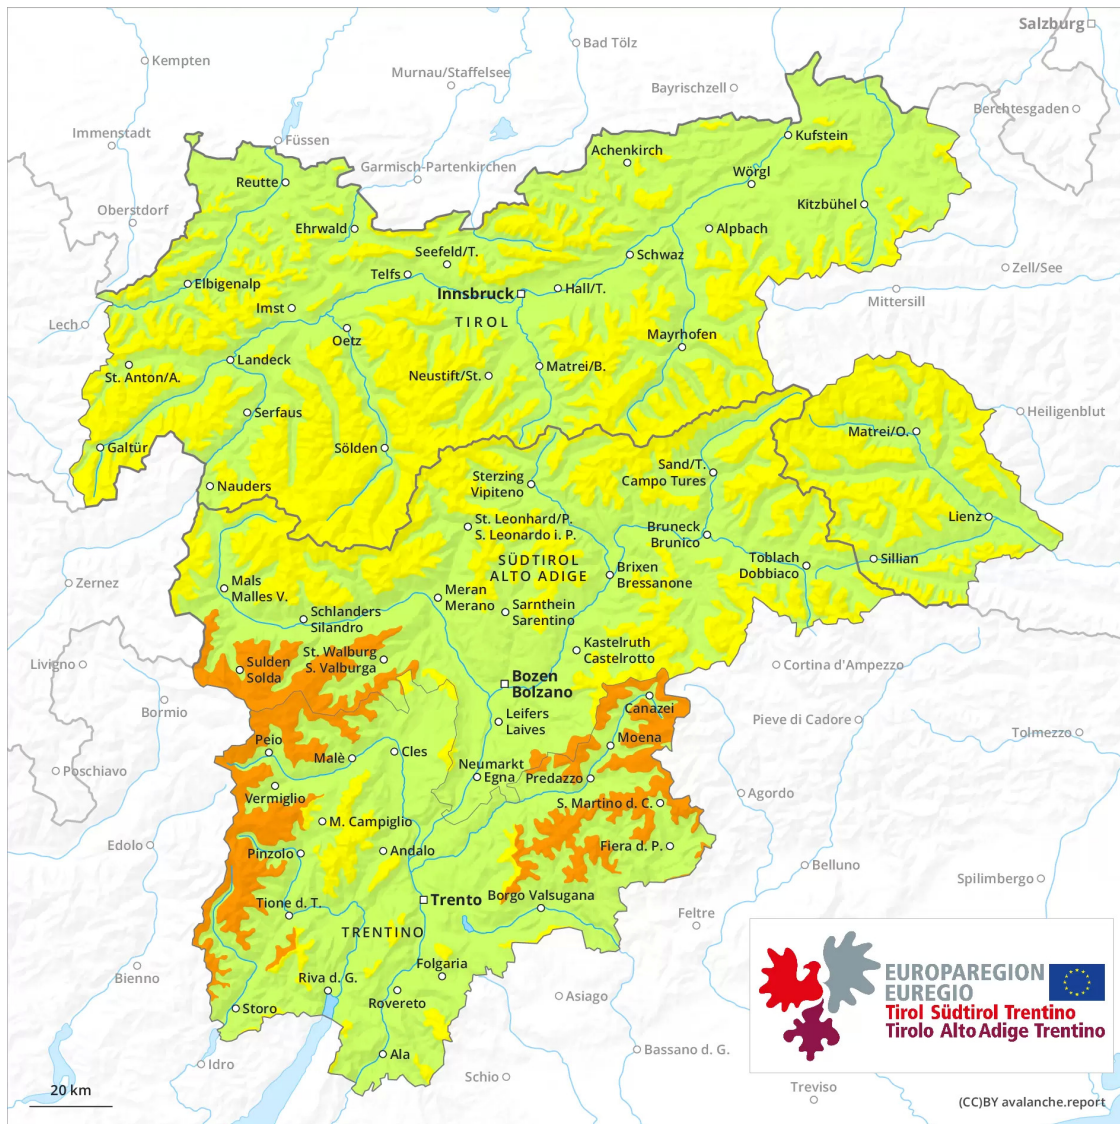 Salzburg
Bad Tölz
Kempten
Murnau/Staffelsee
Bayrischzell
Berchtesgaden
Immenstadt
Füssen
Kufstein
Achenkirch
Garmisch-Partenkirchen
Wörgl
Reutte
Oberstdorf
Kitzbühel
Ehrwald
Alpbach
Seefeld/T.
Schwaz
Zell/See
Telfs
Elbigenalp
Innsbruck
Hall/T.
Mittersill
Imst
Lech
TIROL
Oetz
Mayrhofen
Landeck
Matrei/B.
St. Anton/A.
Neustift/St.
Serfaus
Heiligenblut
Matrei/O.
Galtür
Sölden
Sand/T.
Campo Tures
Sterzing
Vipiteno
Nauders
Lienz
St. Leonhard/P.
S. Leonardo i. P.
Bruneck
Brunico
SÜDTIROL
ALTO ADIGE
Toblach
Dobbiaco
Sillian
Brixen
Bressanone
Zernez
Mals
Malles V.
Meran
Merano
Schlanders
Silandro
Sarnthein
Sarentino
Kastelruth
Castelrotto
St. Walburg
S. Valburga
Livigno
Sulden
Solda
Cortina d'Ampezzo
Bozen
Bolzano
Bormio
Canazei
Leifers
Laives
Pieve di Cadore
Tolmezzo
Peio
Moena
Cles
Malè
Poschiavo
Neumarkt
Egna
Predazzo
Vermiglio
Agordo
S. Martino d. C.
M. Campiglio
Edolo
Pinzolo
Andalo
Fiera d. P.
Belluno
Spilimbergo
Borgo Valsugana
Trento
Tione d. T.
Feltre
TRENTINO
Folgaria
Bienno
Riva d. G.
Rovereto
Asiago
Storo
EUROPAREGION
EUREGIO
Tirol Südtirol Trentino
Tirolo Alto Adige Trentino
Ala
Bassano d. G.
Idro
Schio
Treviso
20 km
(CC)BY avalanche.report